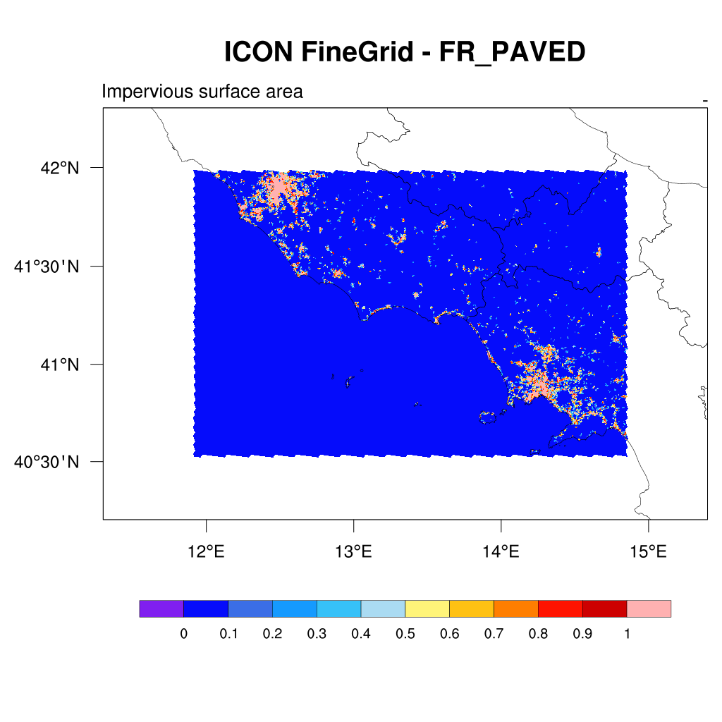 ICON FineGrid - FR_PAVED
Impervious surface area
-
42°N
41°30'N
41°N
40°30'N
12°E 13°E 14°E 15°E
0 0.1 0.2 0.3 0.4 0.5 0.6 0.7 0.8 0.9 1